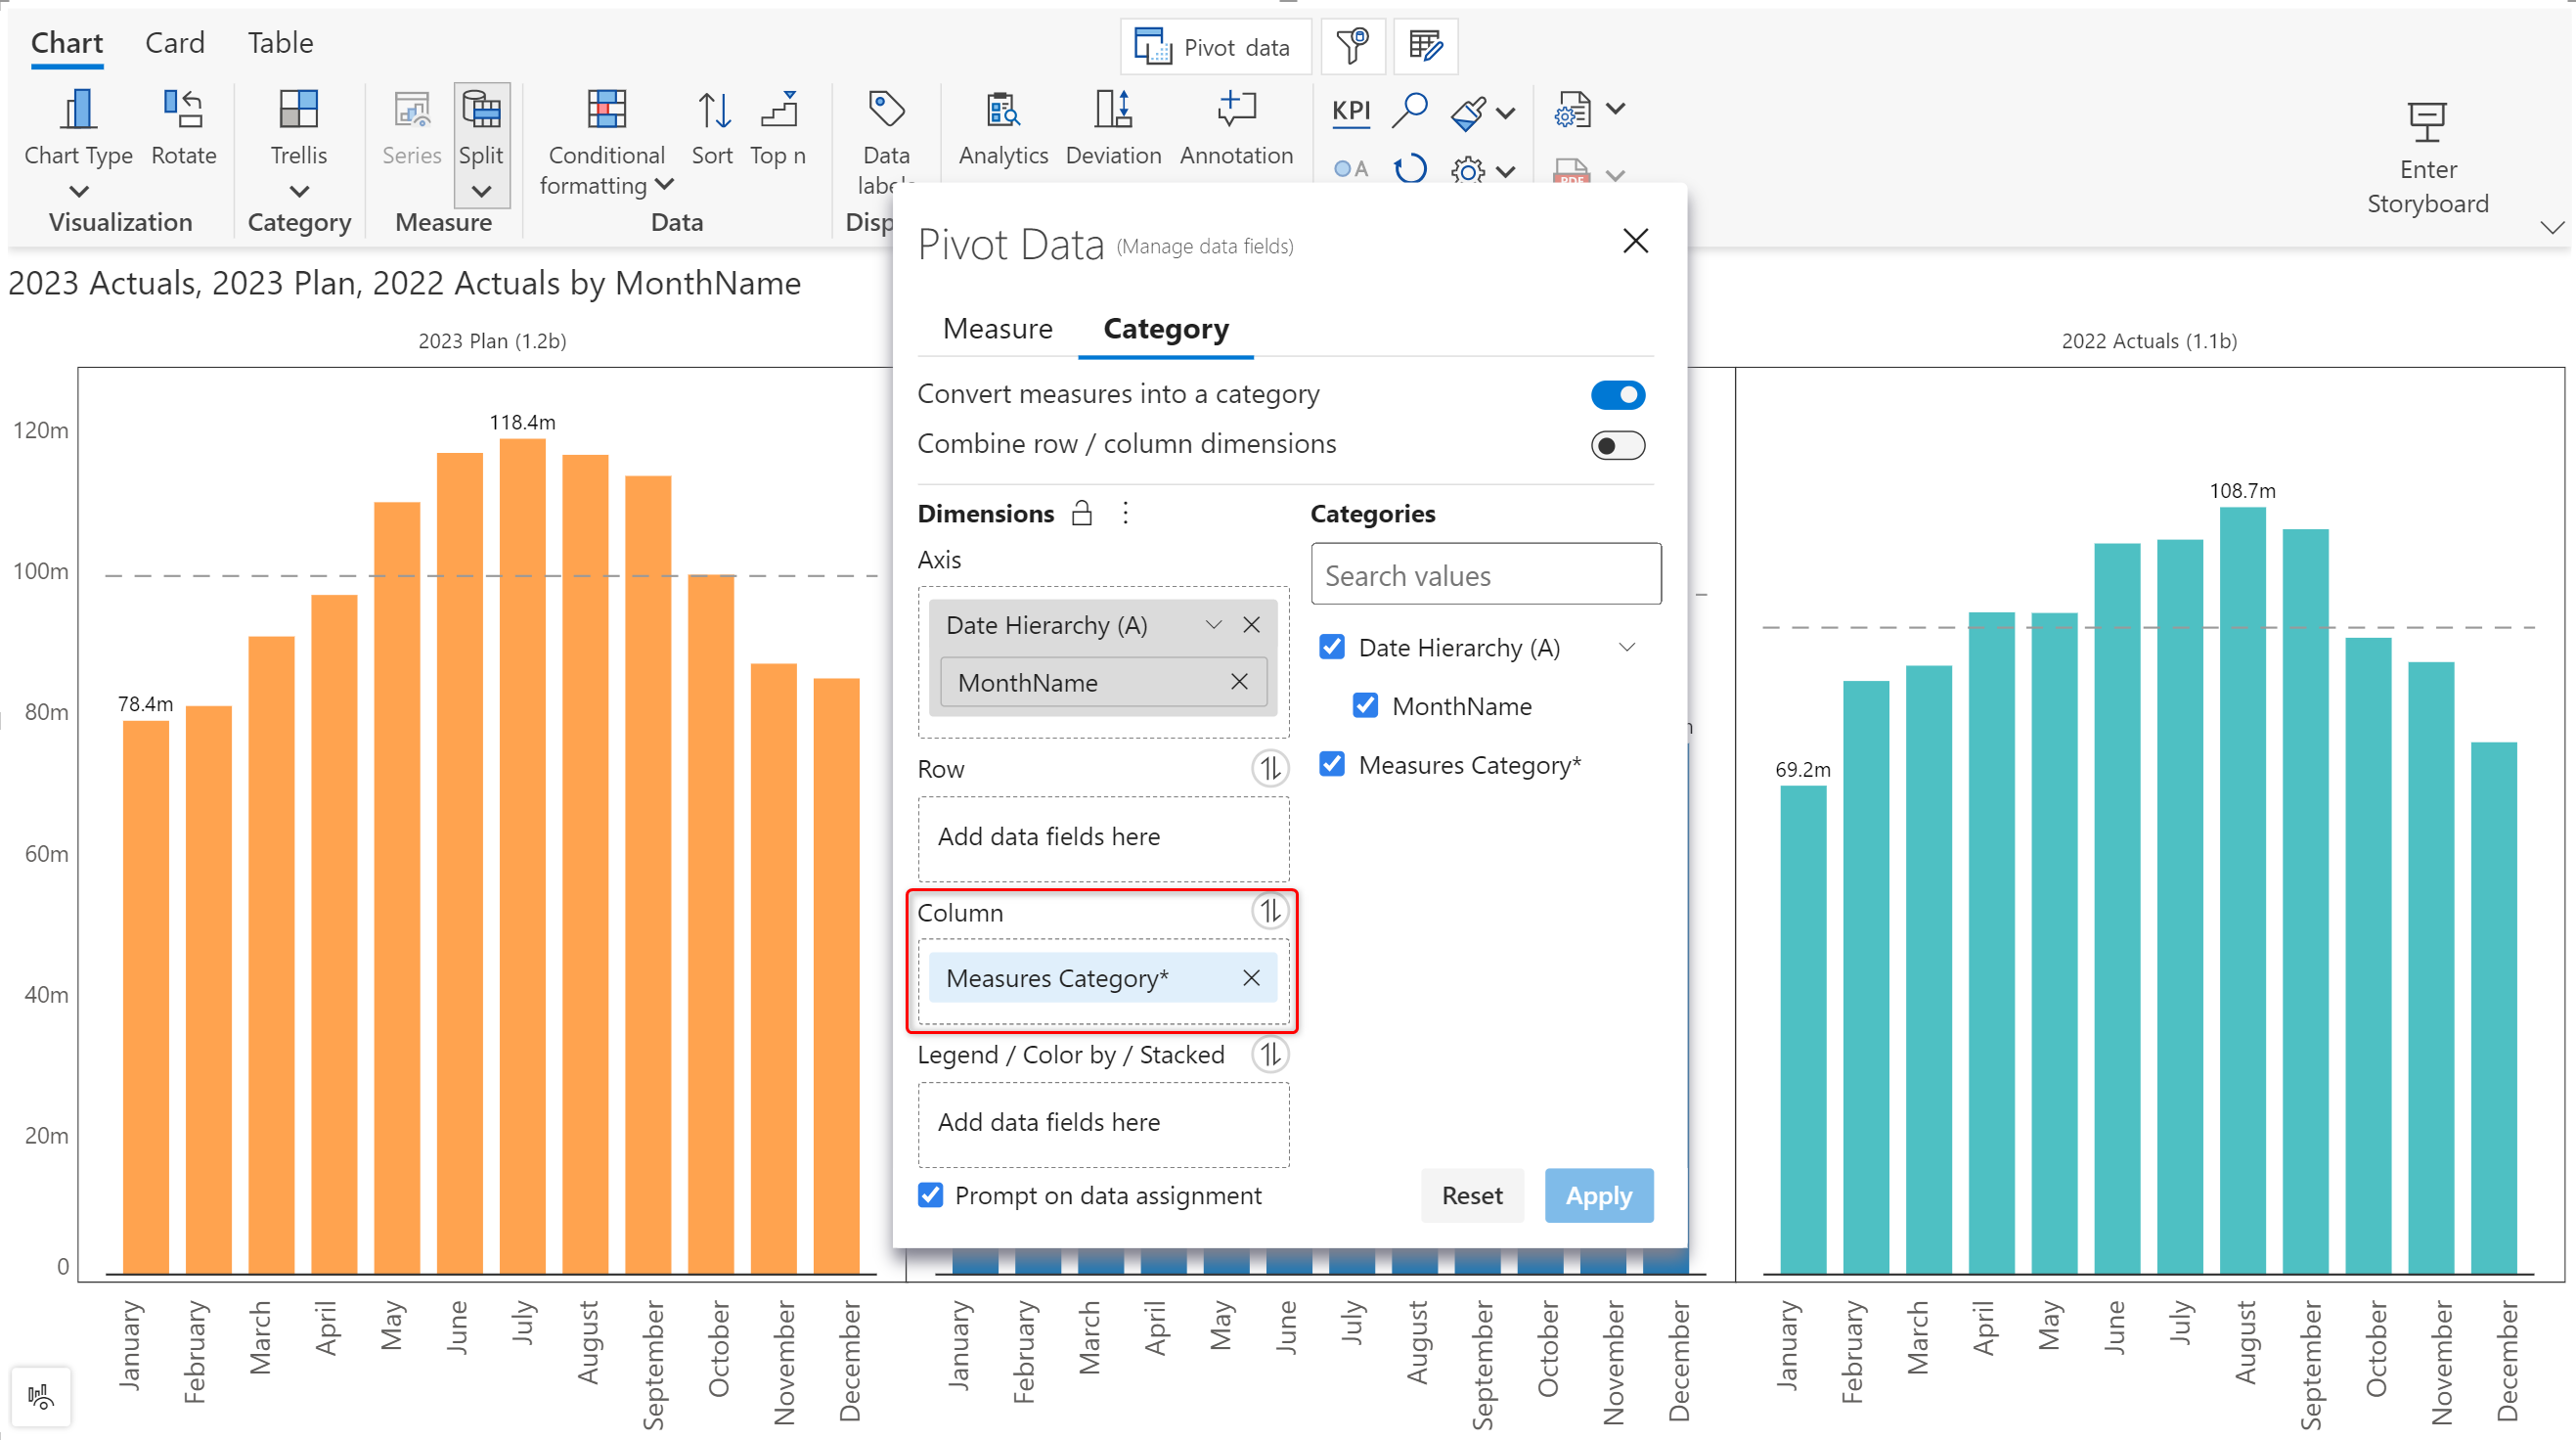 Chart Card Table
Pivot data
Chart Type Rotate Trellis Series Split Conditional formatting Sort Top n Data Analytics Deviation Annotation KPI
A
PDF
Enter Storyboard
Visualization Category Measure Data
2023 Actuals, 2023 Plan, 2022 Actuals by MonthName
Pivot Data (Manage data fields)
Measure Category
Convert measures into a category
Combine row / column dimensions
Dimensions
Axis
Date Hierarchy (A)
MonthName
Row
Add data fields here
Column
Measures Category*
Legend / Color by / Stacked
Add data fields here
Prompt on data assignment
Categories
Search values
Date Hierarchy (A)
MonthName
Measures Category*
Reset Apply
2023 Plan (1.2b)
120m
100m
80m
60m
40m
20m
0
78.4m
118.4m
January February March April May June July August September October November December
January February March April May June July August September October November December
2022 Actuals (1.1b)
69.2m
108.7m
January February March April May June July August September October November December